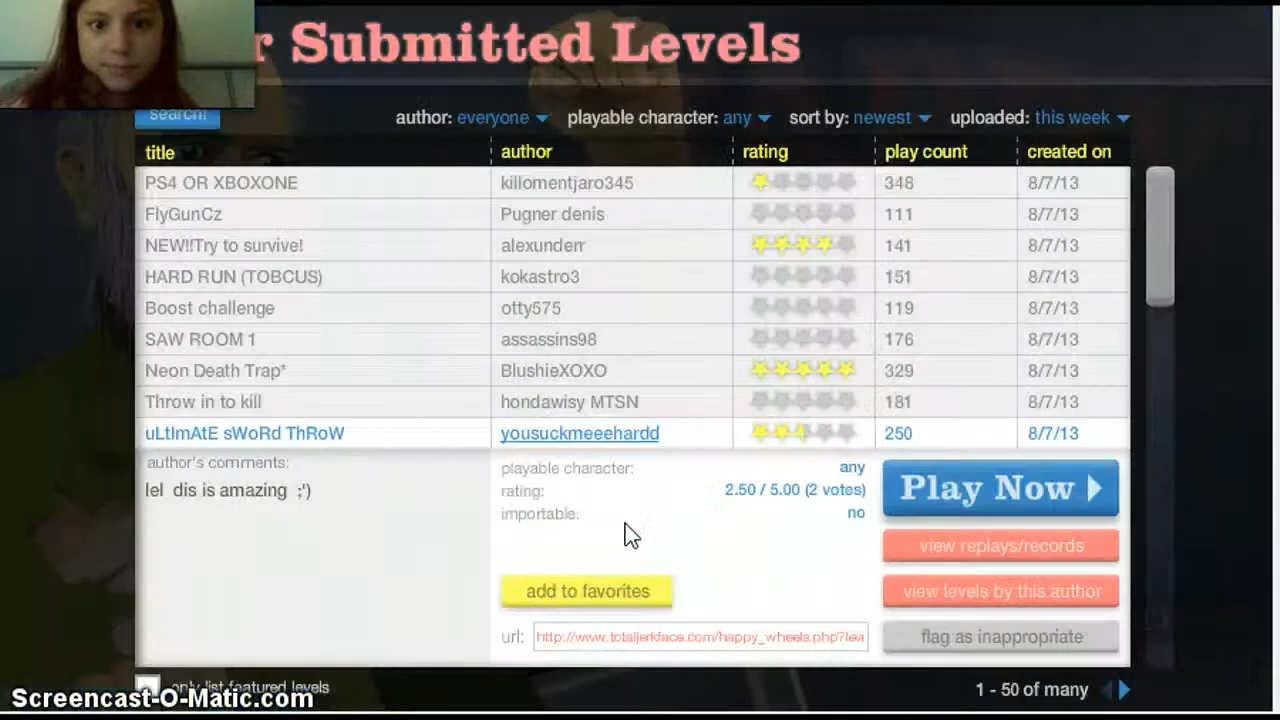 r Submitted Levels
search!
author: everyone playable character: any sort by: newest uploaded: this week
title author rating play count created on
PS4 OR XBOXONE killomentjaro345 348 8/7/13
FlyGunCz Pugner denis 111 8/7/13
NEW!!Try to survive! alexunderr 141 8/7/13
HARD RUN (TOBCUS) kokastro3 151 8/7/13
Boost challenge otty575 119 8/7/13
SAW ROOM 1 assassins98 176 8/7/13
Neon Death Trap* BlushieXOXO 329 8/7/13
Throw in to kill hondawisy MTSN 181 8/7/13
uLtImAtE sWoRd ThRoW yousuckmeeehardd 250 8/7/13
author's comments:
lel dis is amazing ;')
playable character: any
rating: 2.50 / 5.00 (2 votes)
importable: no
Play Now
view replays/records
add to favorites
view levels by this author
url: http://www.totaljerkface.com/happy_wheels.php?leve
flag as inappropriate
only list featured levels
1 - 50 of many
Screencast-O-Matic.com